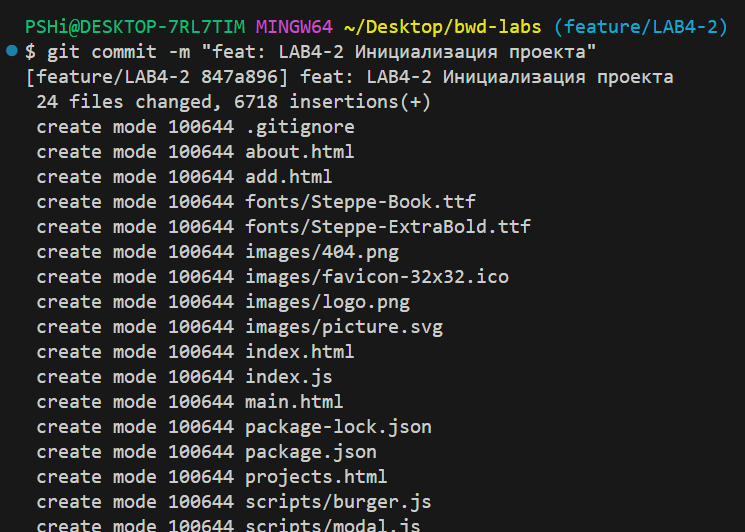 PSHi@DESKTOP-7RL7TIM MINGW64 ~/Desktop/bwd-labs (feature/LAB4-2)
$ git commit -m "feat: LAB4-2 Инициализация проекта"
[feature/LAB4-2 847a896] feat: LAB4-2 Инициализация проекта
 24 files changed, 6718 insertions(+)
 create mode 100644 .gitignore
 create mode 100644 about.html
 create mode 100644 add.html
 create mode 100644 fonts/Steppe-Book.ttf
 create mode 100644 fonts/Steppe-ExtraBold.ttf
 create mode 100644 images/404.png
 create mode 100644 images/favicon-32x32.ico
 create mode 100644 images/logo.png
 create mode 100644 images/picture.svg
 create mode 100644 index.html
 create mode 100644 index.js
 create mode 100644 main.html
 create mode 100644 package-lock.json
 create mode 100644 package.json
 create mode 100644 projects.html
 create mode 100644 scripts/burger.js
 create mode 100644 scripts/modal.js